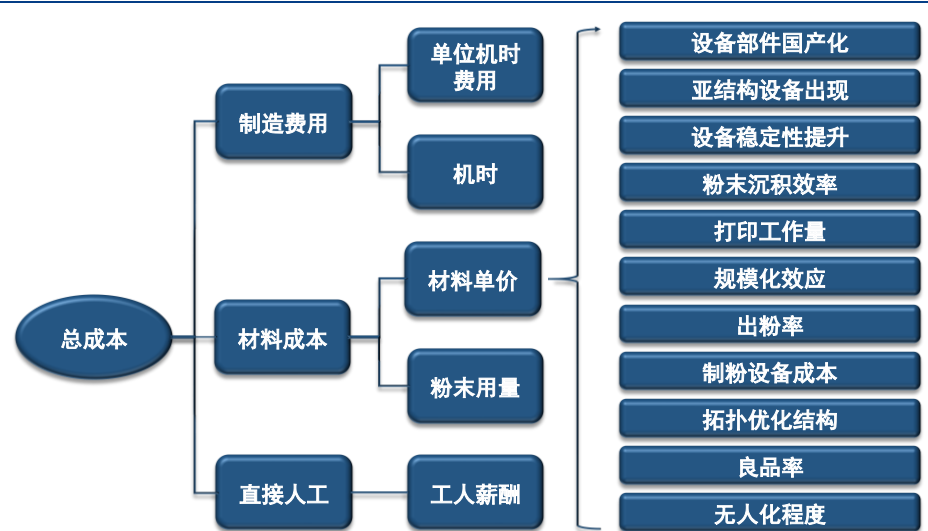 总成本
制造费用
材料成本
直接人工
单位机时
费用
机时
材料单价
粉末用量
工人薪酬
设备部件国产化
亚结构设备出现
设备稳定性提升
粉末沉积效率
打印工作量
规模化效应
出粉率
制粉设备成本
拓扑优化结构
良品率
无人化程度